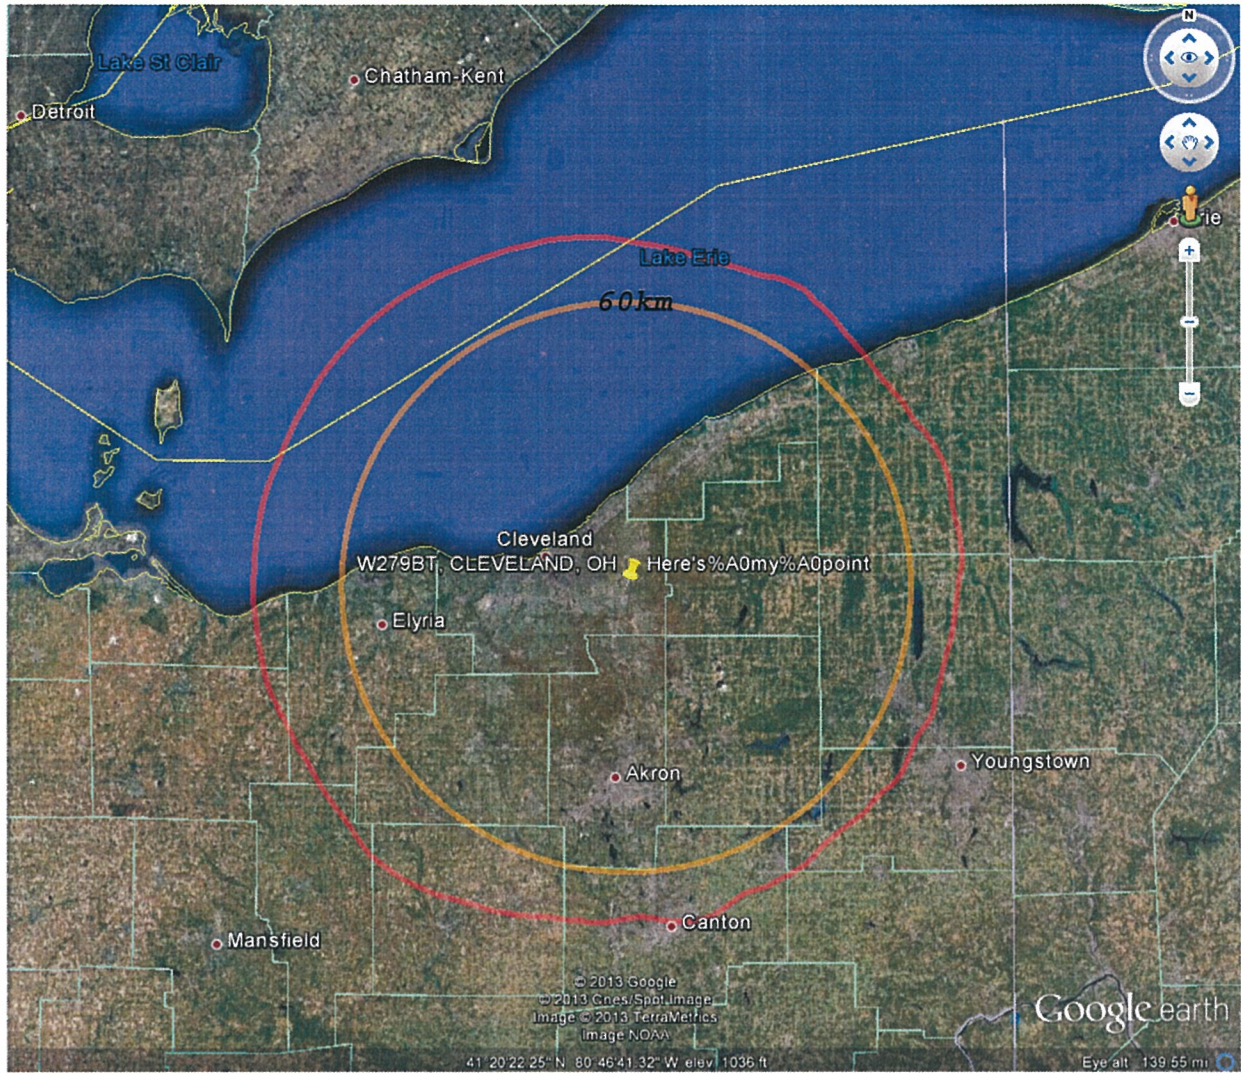 N
Lake St Clair
Chatham-Kent
Detroit
Lake Erie
60km
Cleveland
W279BT, CLEVELAND, OH
Here's%A0my%A0point
Elyria
Akron
Youngstown
Canton
Mansfield
© 2013 Google
© 2013 Cnes/Spot Image
Image © 2013 TerraMetrics
Image NOAA
Google earth
41°20'22.25" N 80°46'41.32" W elev 1036 ft
Eye alt 139.55 mi